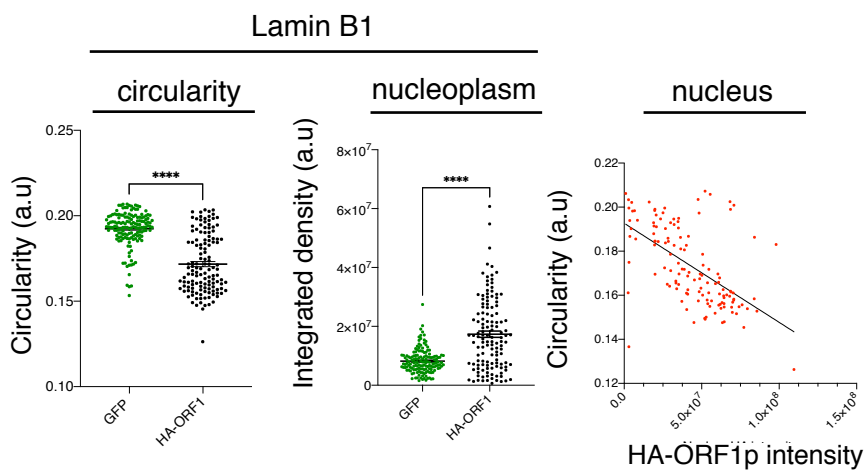 Lamin B1
circularity
nucleoplasm
nucleus
Circularity (a.u)
0.25
0.20
0.15
0.10
****
GFP
HA-ORF1
Integrated density (a.u)
8×10⁷
6×10⁷
4×10⁷
2×10⁷
0
****
GFP
HA-ORF1
Circularity (a.u)
0.22
0.20
0.18
0.16
0.14
0.12
0.0
5.0×10⁷
1.0×10⁸
1.5×10⁸
HA-ORF1p intensity